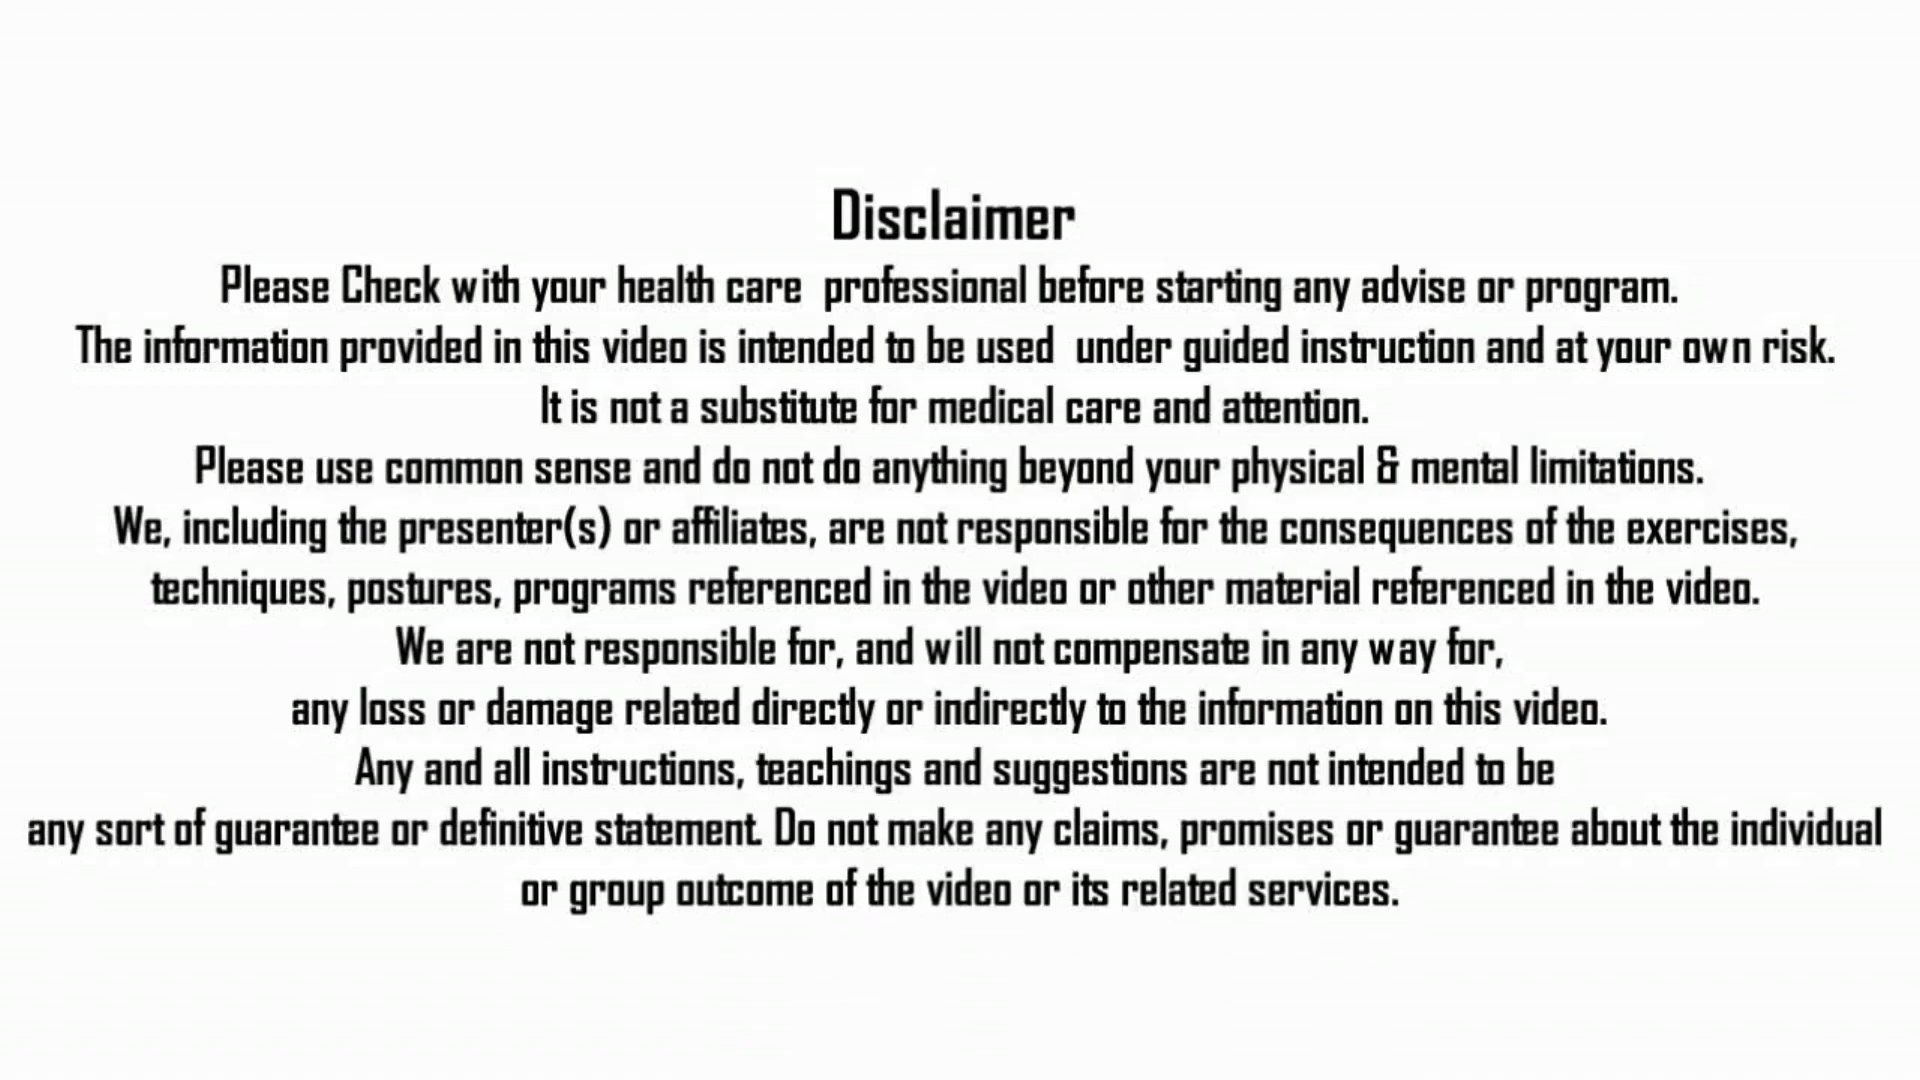 Disclaimer
Please Check with your health care professional before starting any advise or program.
The information provided in this video is intended to be used under guided instruction and at your own risk.
It is not a substitute for medical care and attention.
Please use common sense and do not do anything beyond your physical & mental limitations.
We, including the presenter(s) or affiliates, are not responsible for the consequences of the exercises,
techniques, postures, programs referenced in the video or other material referenced in the video.
We are not responsible for, and will not compensate in any way for,
any loss or damage related directly or indirectly to the information on this video.
Any and all instructions, teachings and suggestions are not intended to be
any sort of guarantee or definitive statement. Do not make any claims, promises or guarantee about the individual
or group outcome of the video or its related services.